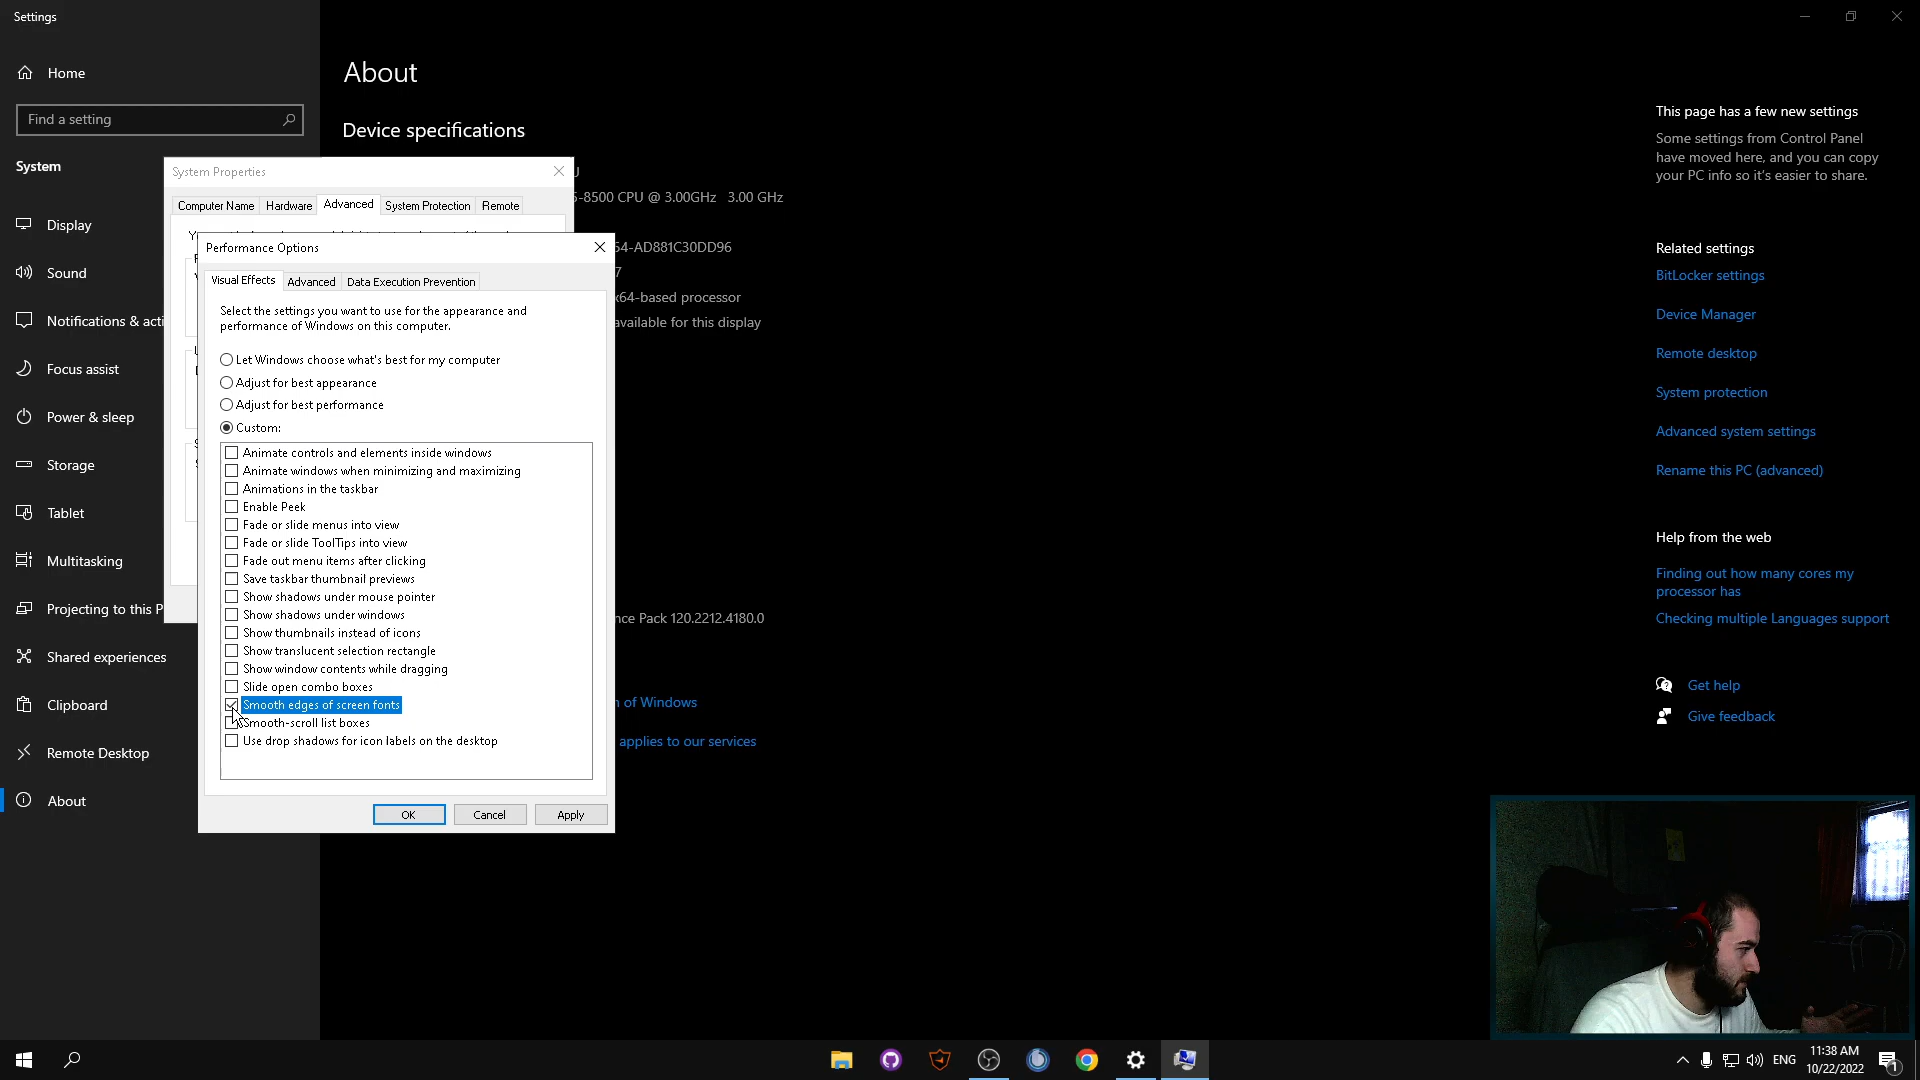 Settings
Home
Find a setting
System
Display
Sound
Notifications & acti
Focus assist
Power & sleep
Storage
Tablet
Multitasking
Projecting to this P
Shared experiences
Clipboard
Remote Desktop
About
About
Device specifications
5-8500 CPU @ 3.00GHz 3.00 GHz
54-AD881C30DD96
7
x64-based processor
available for this display
nce Pack 120.2212.4180.0
n of Windows
applies to our services
System Properties
Computer Name
Hardware
Advanced
System Protection
Remote
Performance Options
Visual Effects
Advanced
Data Execution Prevention
Select the settings you want to use for the appearance and
performance of Windows on this computer.
Let Windows choose what's best for my computer
Adjust for best appearance
Adjust for best performance
Custom:
Animate controls and elements inside windows
Animate windows when minimizing and maximizing
Animations in the taskbar
Enable Peek
Fade or slide menus into view
Fade or slide ToolTips into view
Fade out menu items after clicking
Save taskbar thumbnail previews
Show shadows under mouse pointer
Show shadows under windows
Show thumbnails instead of icons
Show translucent selection rectangle
Show window contents while dragging
Slide open combo boxes
Smooth edges of screen fonts
Smooth-scroll list boxes
Use drop shadows for icon labels on the desktop
OK
Cancel
Apply
This page has a few new settings
Some settings from Control Panel
have moved here, and you can copy
your PC info so it's easier to share.
Related settings
BitLocker settings
Device Manager
Remote desktop
System protection
Advanced system settings
Rename this PC (advanced)
Help from the web
Finding out how many cores my
processor has
Checking multiple Languages support
Get help
Give feedback
ENG
11:38 AM
10/22/2022
1